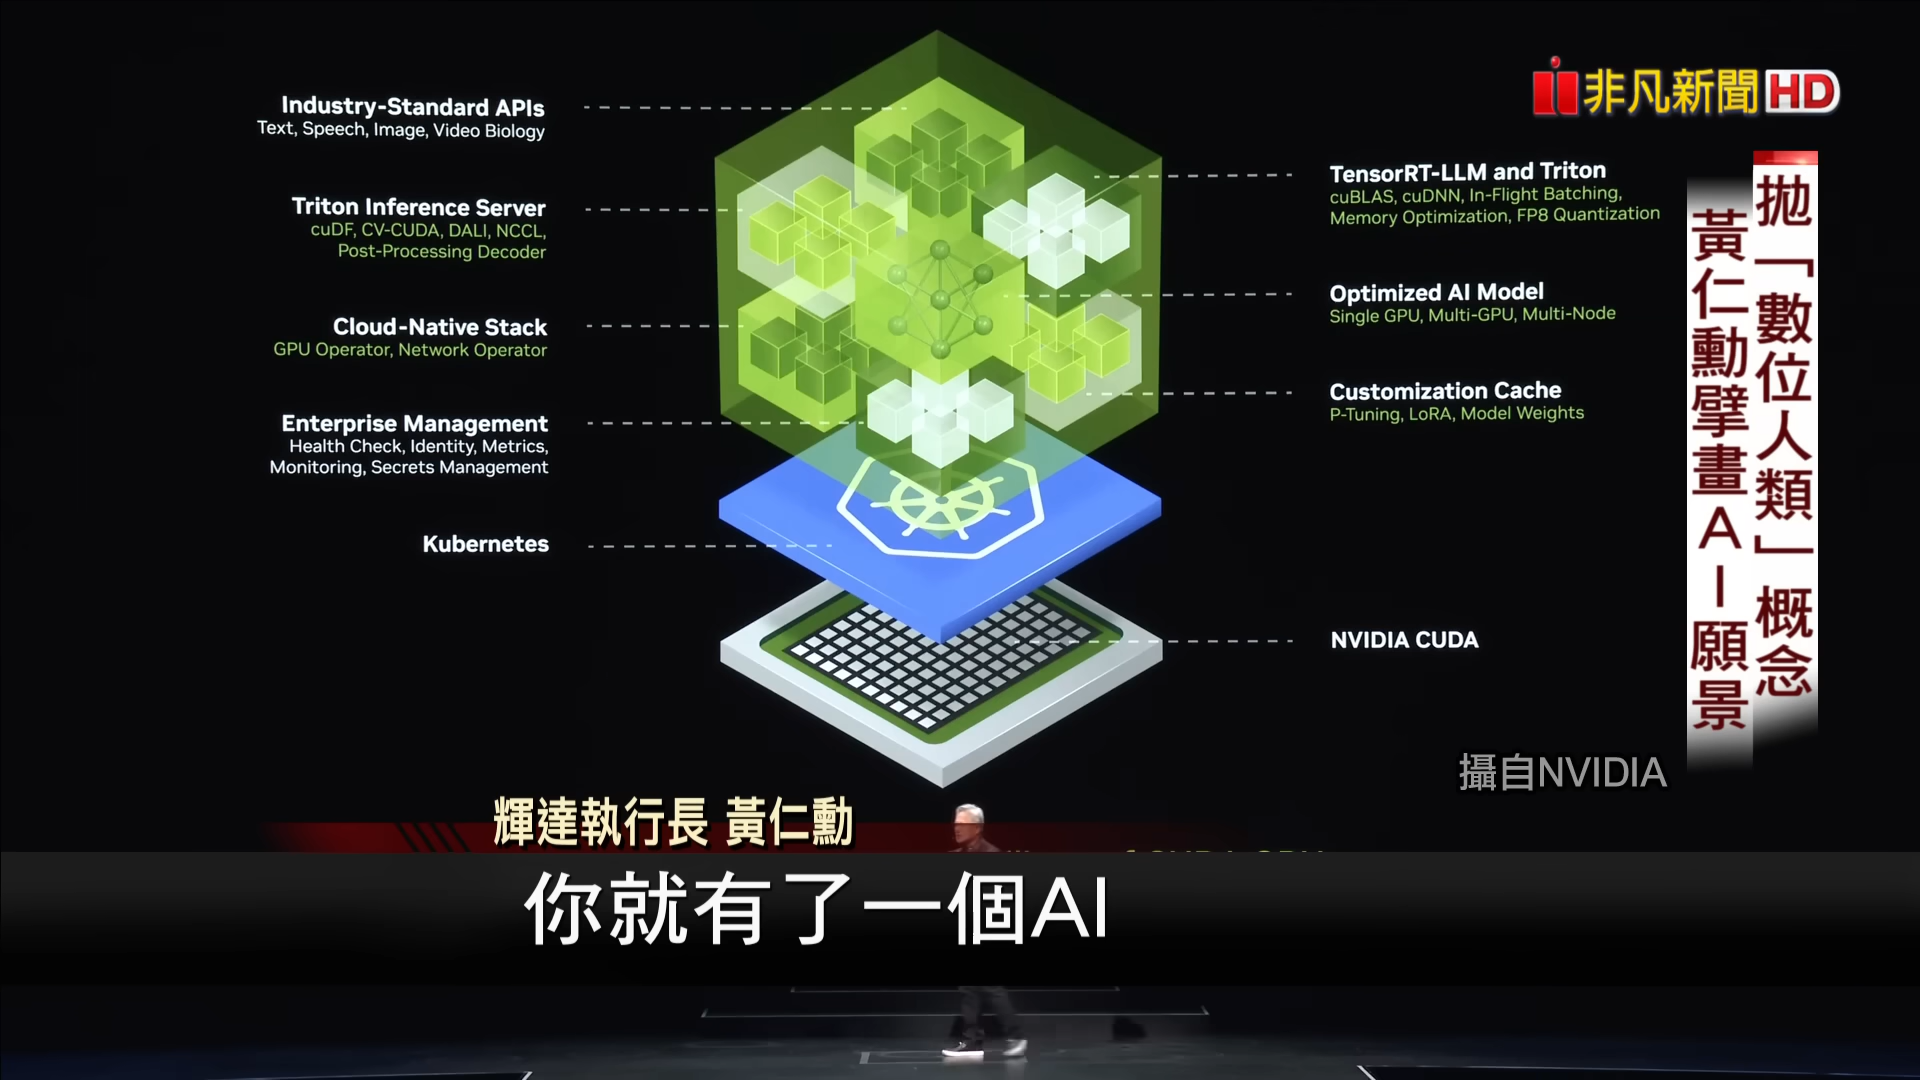 Industry-Standard APIs
Text, Speech, Image, Video Biology
Triton Inference Server
cuDF, CV-CUDA, DALI, NCCL,
Post-Processing Decoder
Cloud-Native Stack
GPU Operator, Network Operator
Enterprise Management
Health Check, Identity, Metrics,
Monitoring, Secrets Management
Kubernetes
TensorRT-LLM and Triton
cuBLAS, cuDNN, In-Flight Batching,
Memory Optimization, FP8 Quantization
Optimized AI Model
Single GPU, Multi-GPU, Multi-Node
Customization Cache
P-Tuning, LoRA, Model Weights
NVIDIA CUDA
非凡新聞HD
拋「數位人類」概念
黃仁勳擘畫AI願景
攝自NVIDIA
輝達執行長 黃仁勳
你就有了一個AI